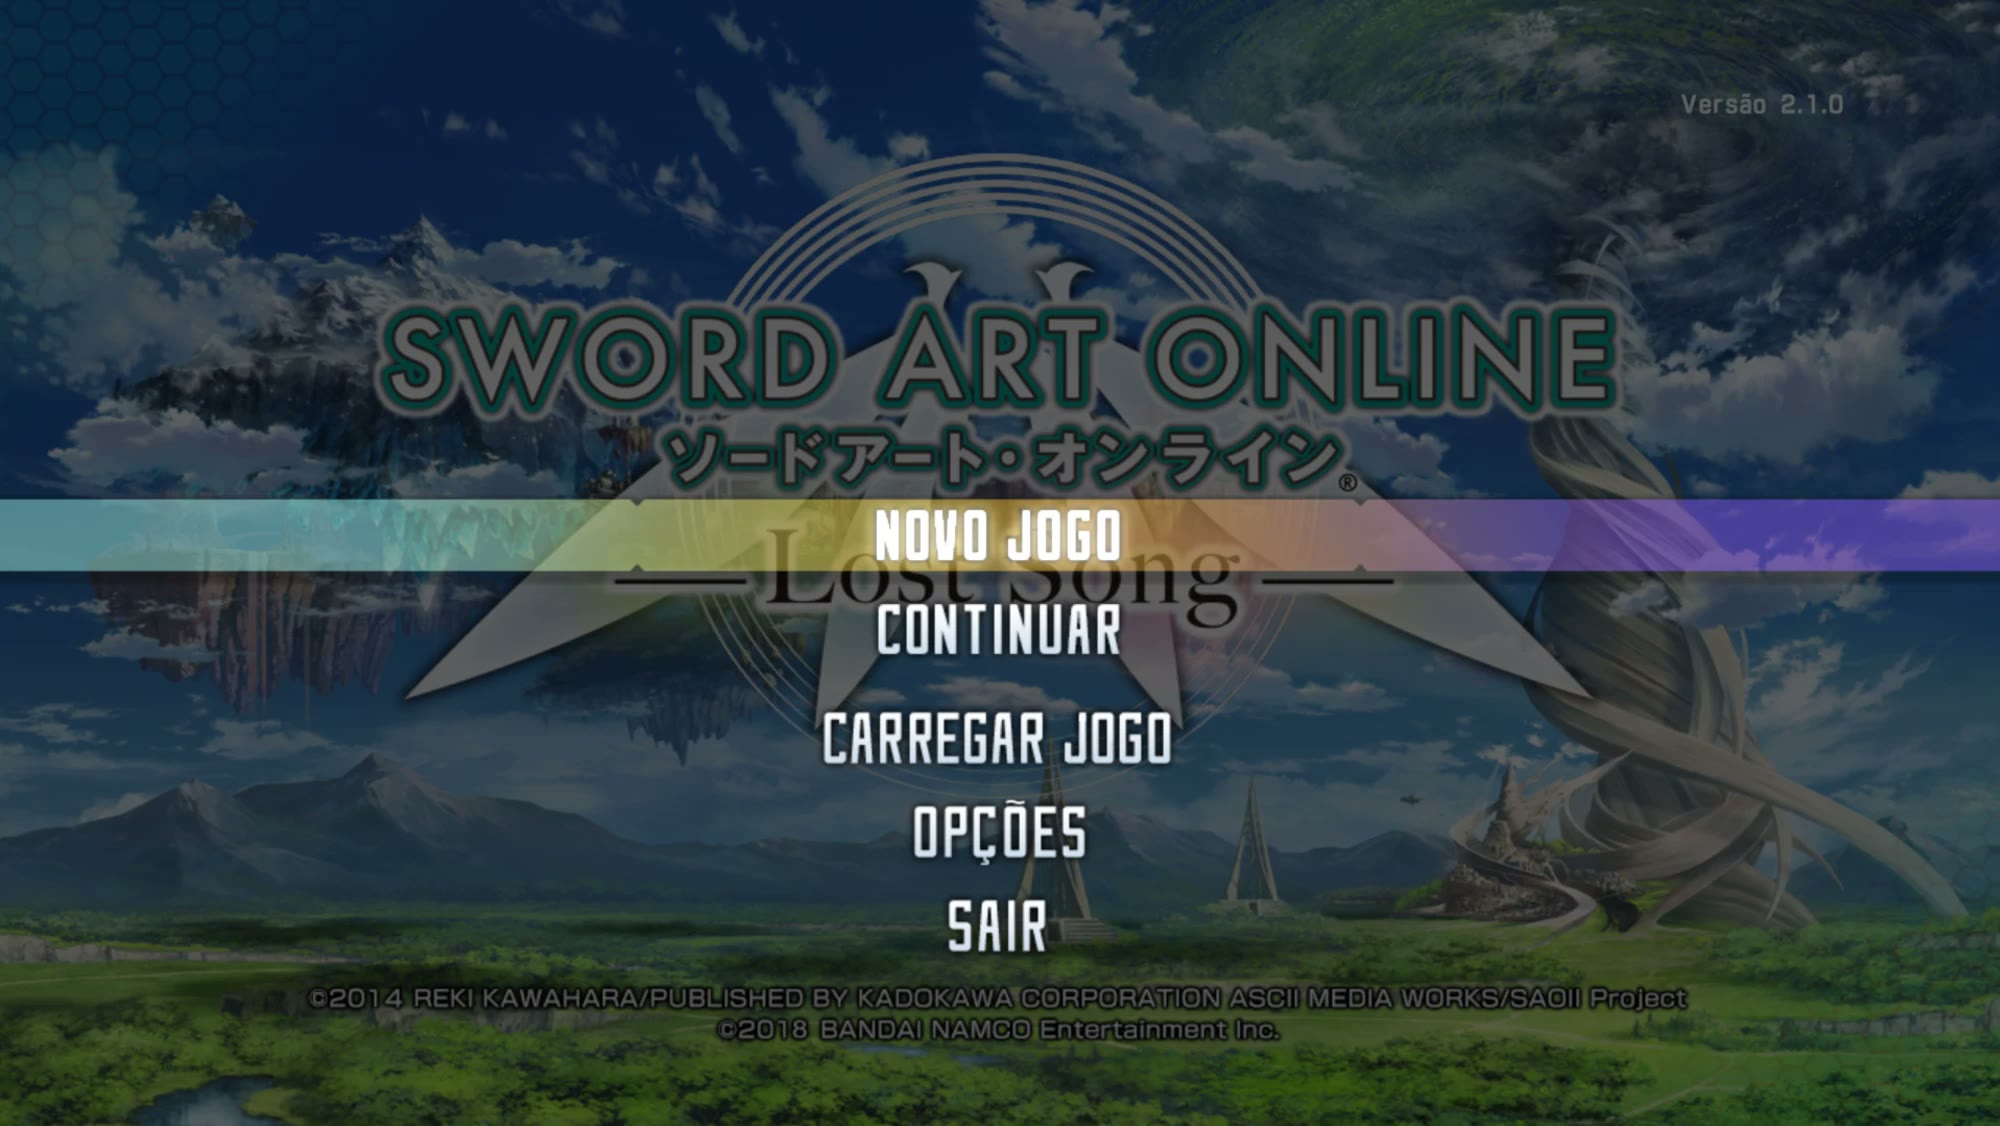 Versão 2.1.0
SWORD ART ONLINE
ソードアート・オンライン®
NOVO JOGO
Lost Song
CONTINUAR
CARREGAR JOGO
OPÇÕES
SAIR
©2014 REKI KAWAHARA/PUBLISHED BY KADOKAWA CORPORATION ASCII MEDIA WORKS/SAOII Project
©2018 BANDAI NAMCO Entertainment Inc.